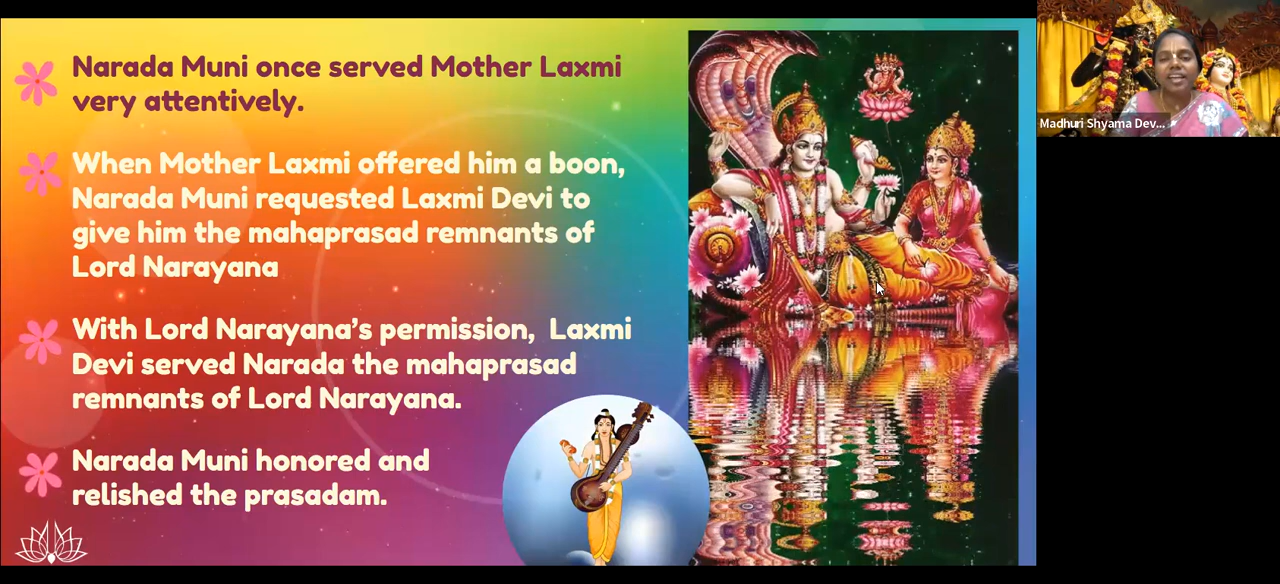 Narada Muni once served Mother Laxmi
very attentively.
When Mother Laxmi offered him a boon,
Narada Muni requested Laxmi Devi to
give him the mahaprasad remnants of
Lord Narayana
With Lord Narayana's permission, Laxmi
Devi served Narada the mahaprasad
remnants of Lord Narayana.
Narada Muni honored and
relished the prasadam.
Madhuri Shyama Dev...